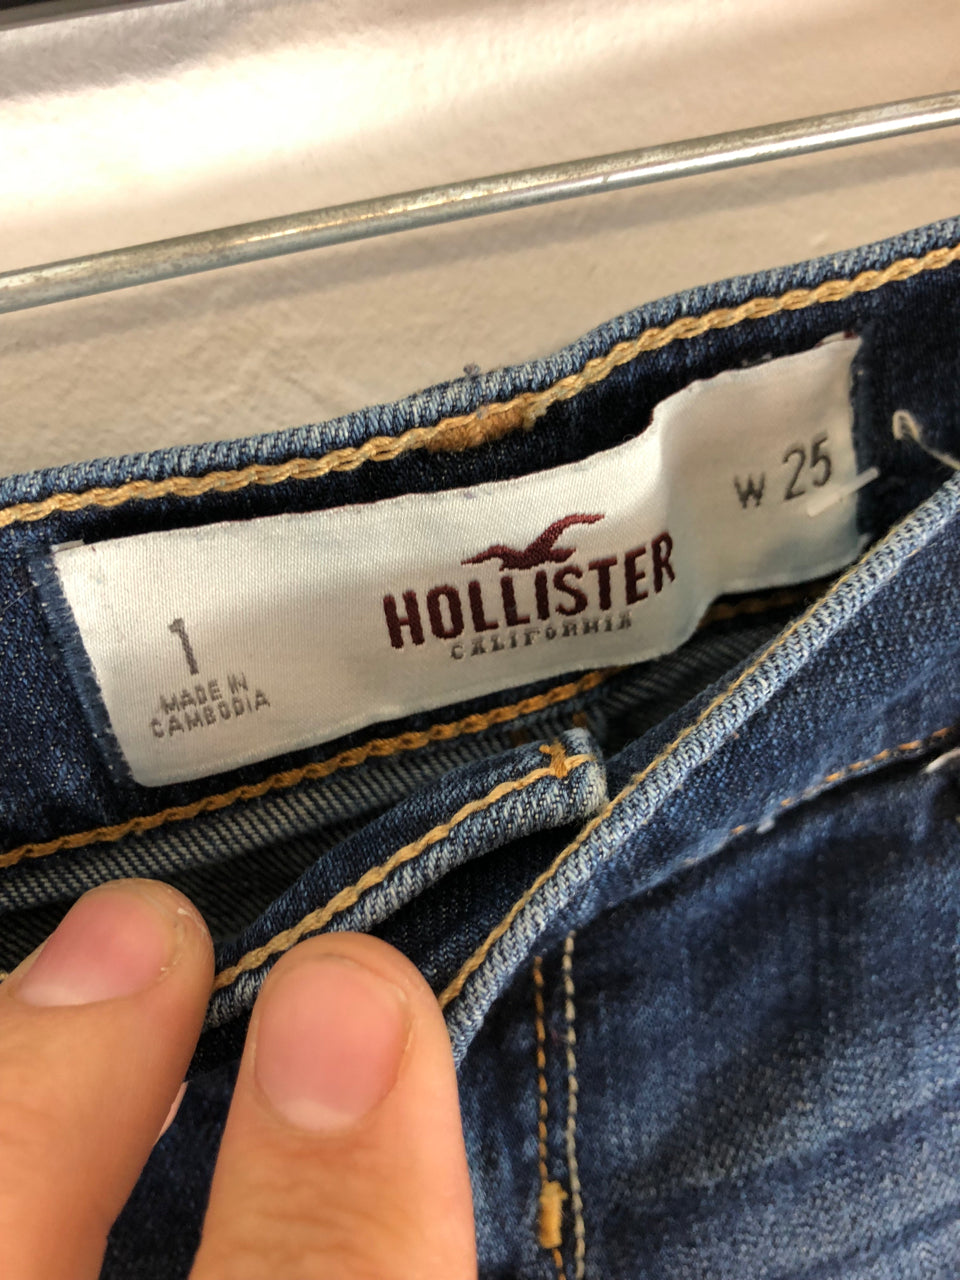 1
MADE IN
CAMBODIA
HOLLISTER
CALIFORNIA
W 25